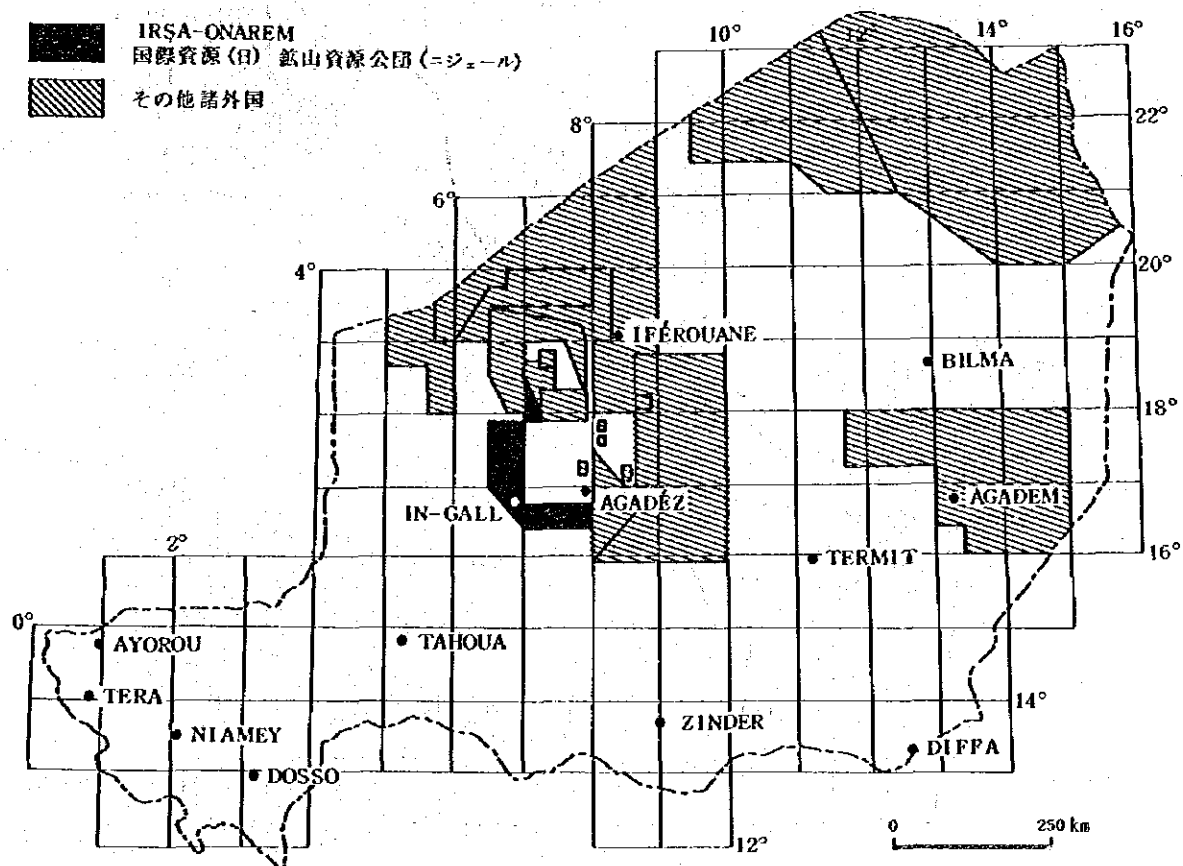 IRSA-ONAREM
国際資源(日) 鉱山資源公団(ニジェール)
その他諸外国
10°
12°
14°
16°
8°
22°
6°
4°
20°
IFÉROUANE
BILMA
18°
AGADÉZ
AGADEM
IN-GALL
2°
TERMIT
16°
0°
AYOROU
TAHOUA
TERA
14°
ZINDER
NIAMEY
DIFFA
DOSSO
12°
0
250 km